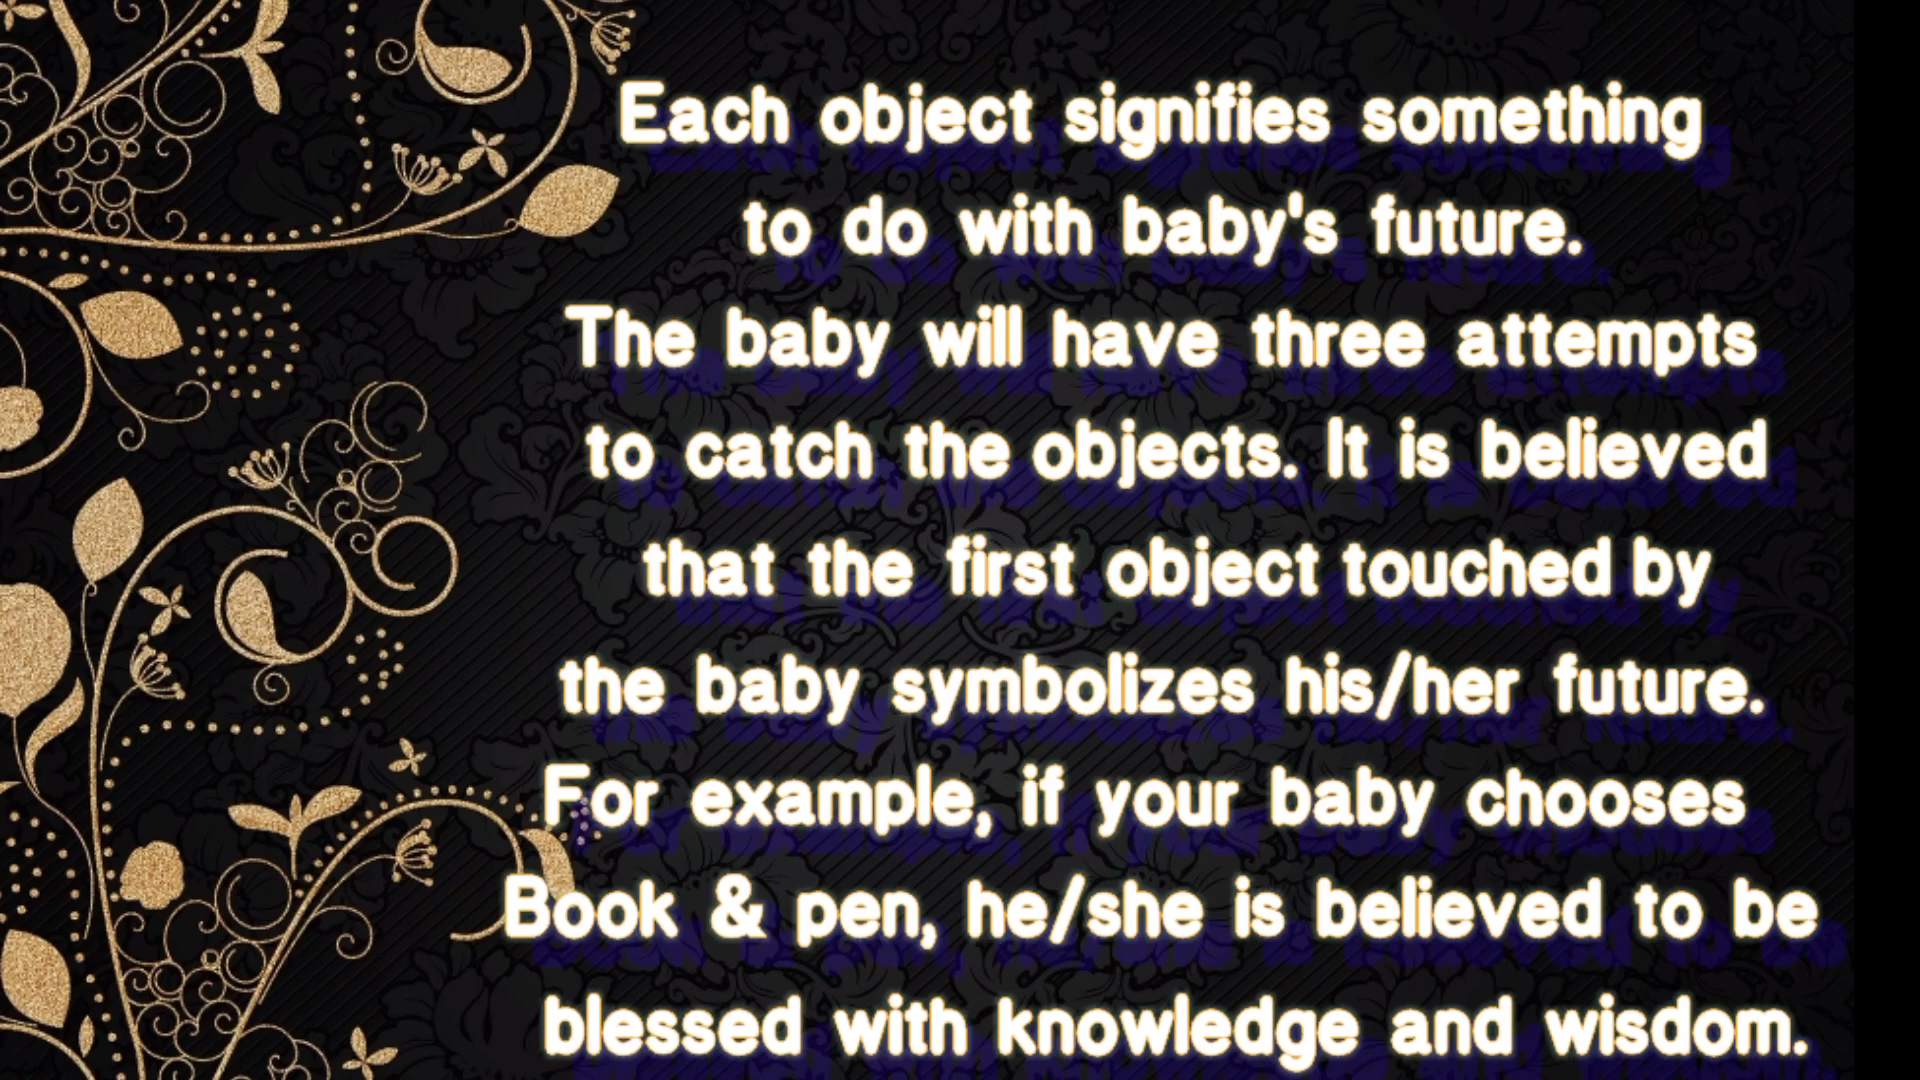 Each object signifies something
to do with baby's future.
The baby will have three attempts
to catch the objects. It is believed
that the first object touched by
the baby symbolizes his/her future.
For example, if your baby chooses
Book & pen, he/she is believed to be
blessed with knowledge and wisdom.